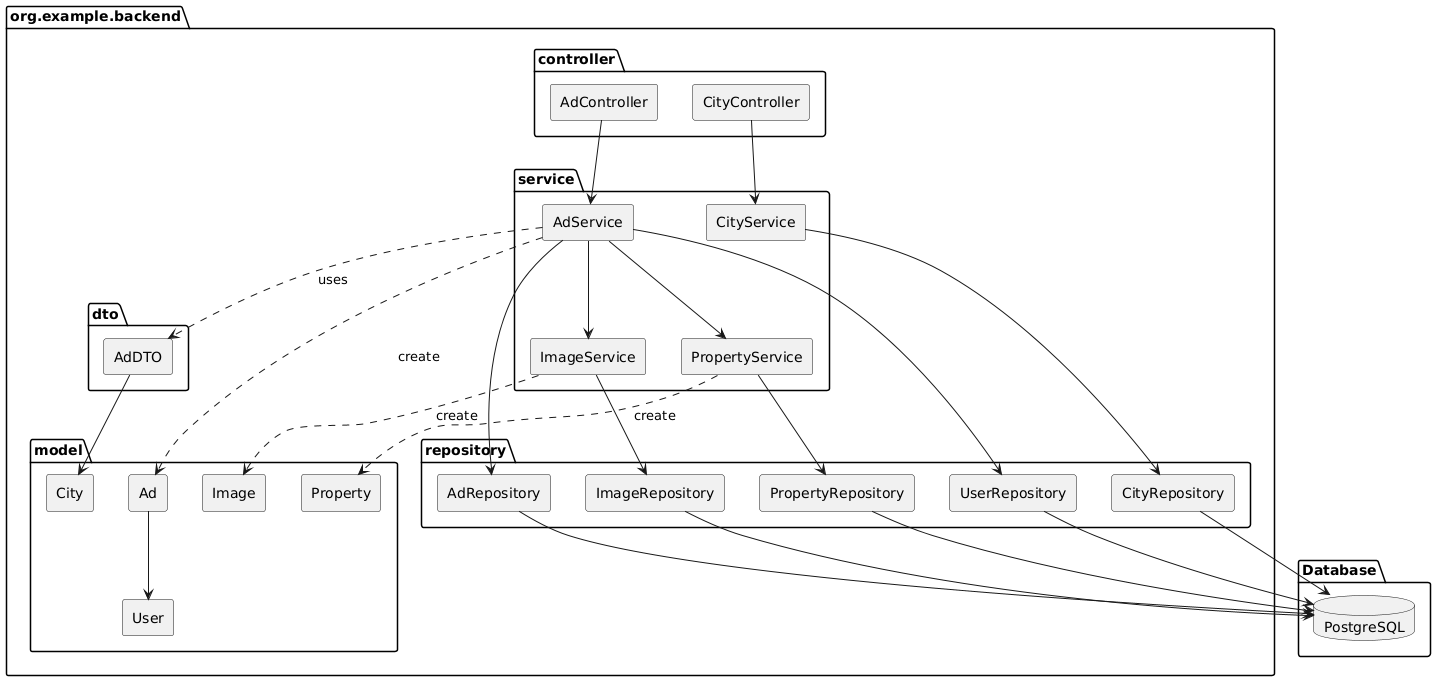 org.example.backend
controller
AdController
CityController
service
AdService
CityService
uses
dto
AdDTO
create
ImageService
PropertyService
create
create
model
City
Ad
Image
Property
repository
AdRepository
ImageRepository
PropertyRepository
UserRepository
CityRepository
Database
User
PostgreSQL